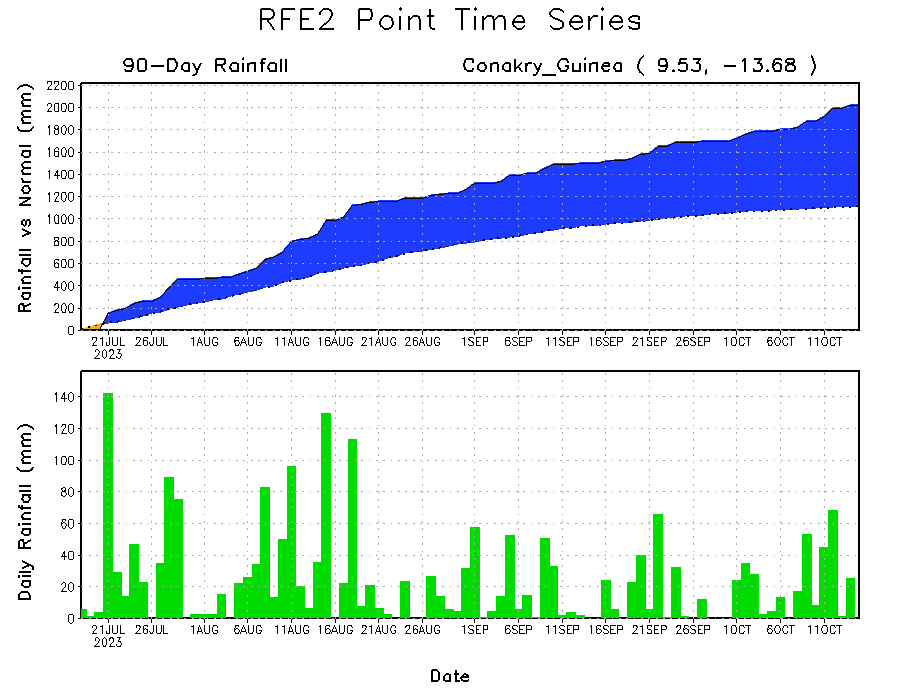 RFE2 Point Time Series
90-Day Rainfall
Conakry_Guinea ( 9.53, -13.68 )
Rainfall vs Normal (mm)
2200
2000
1800
1600
1400
1200
1000
800
600
400
200
0
21JUL 26JUL 1AUG 6AUG 11AUG 16AUG 21AUG 26AUG 1SEP 6SEP 11SEP 16SEP 21SEP 26SEP 1OCT 6OCT 11OCT
2023
Daily Rainfall (mm)
140
120
100
80
60
40
20
0
21JUL 26JUL 1AUG 6AUG 11AUG 16AUG 21AUG 26AUG 1SEP 6SEP 11SEP 16SEP 21SEP 26SEP 1OCT 6OCT 11OCT
2023
Date